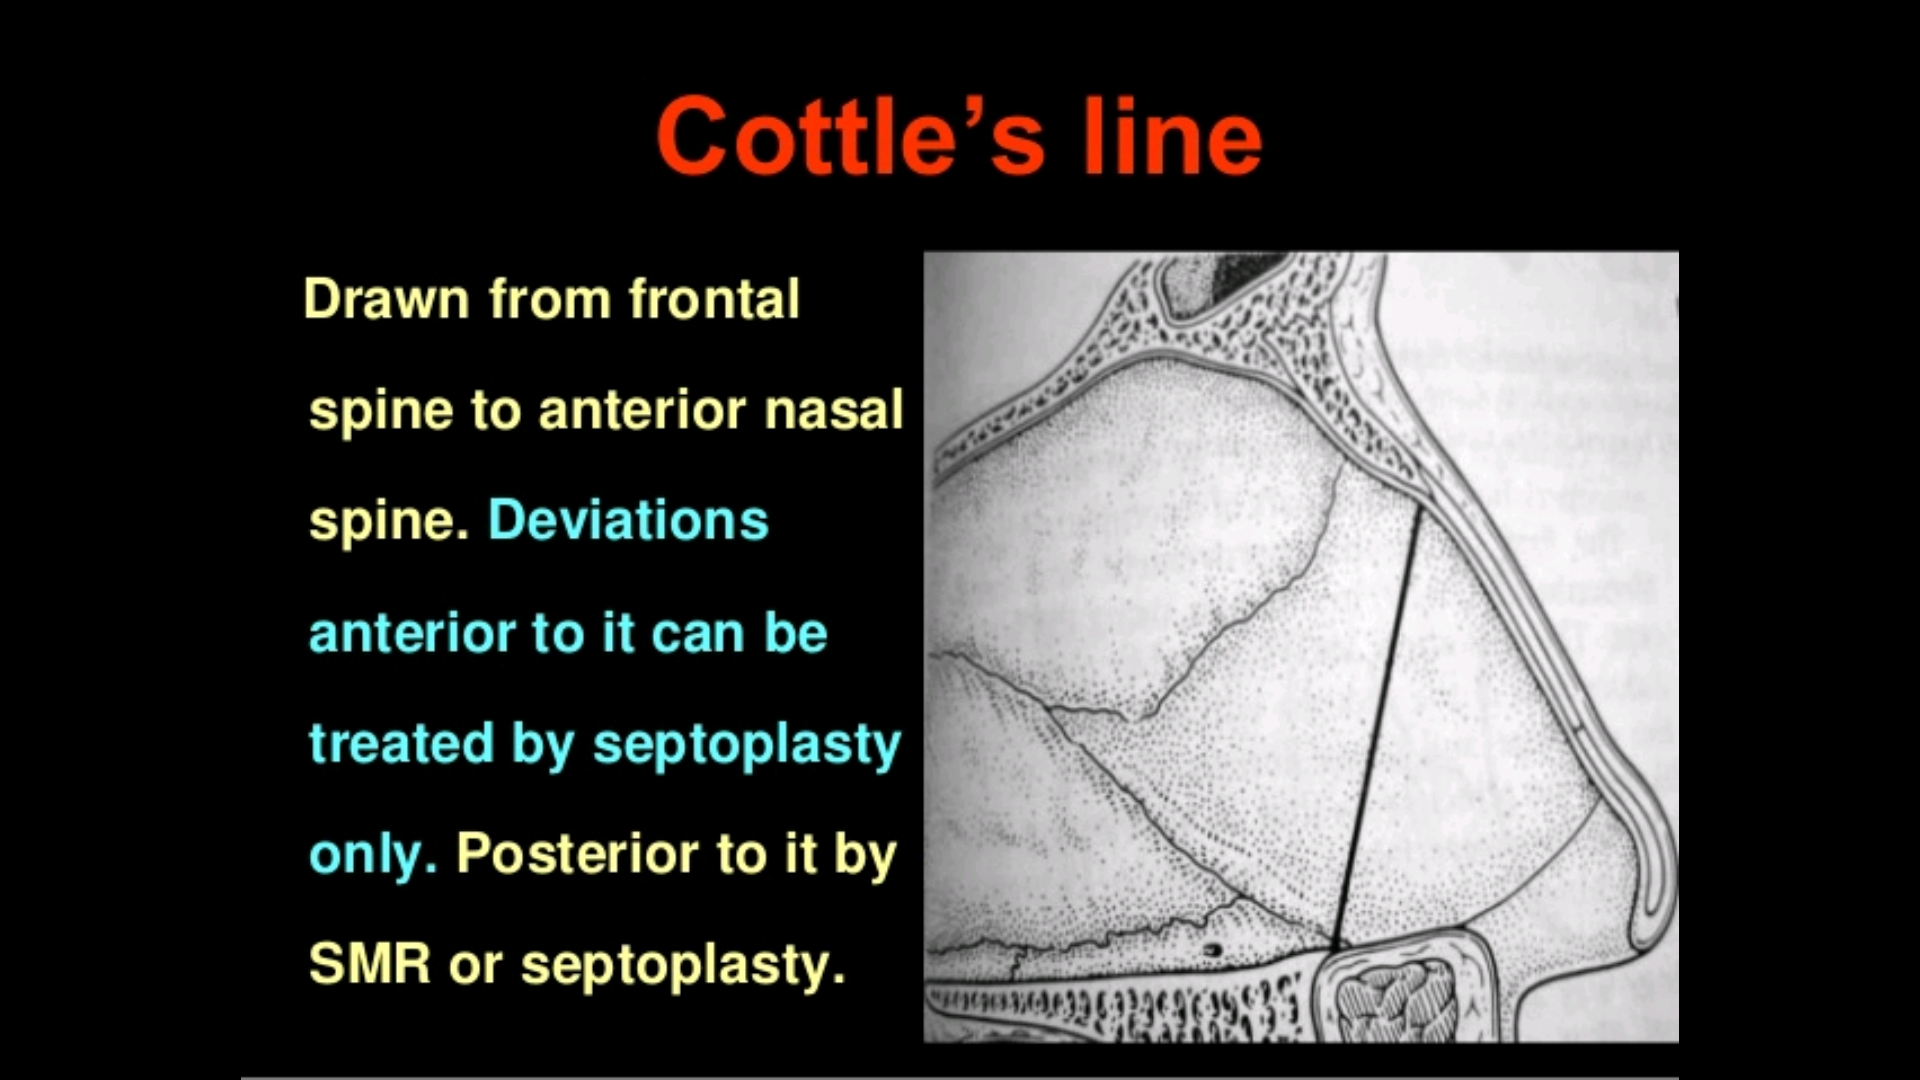 Cottle’s line
Drawn from frontal
spine to anterior nasal
spine. Deviations
anterior to it can be
treated by septoplasty
only. Posterior to it by
SMR or septoplasty.